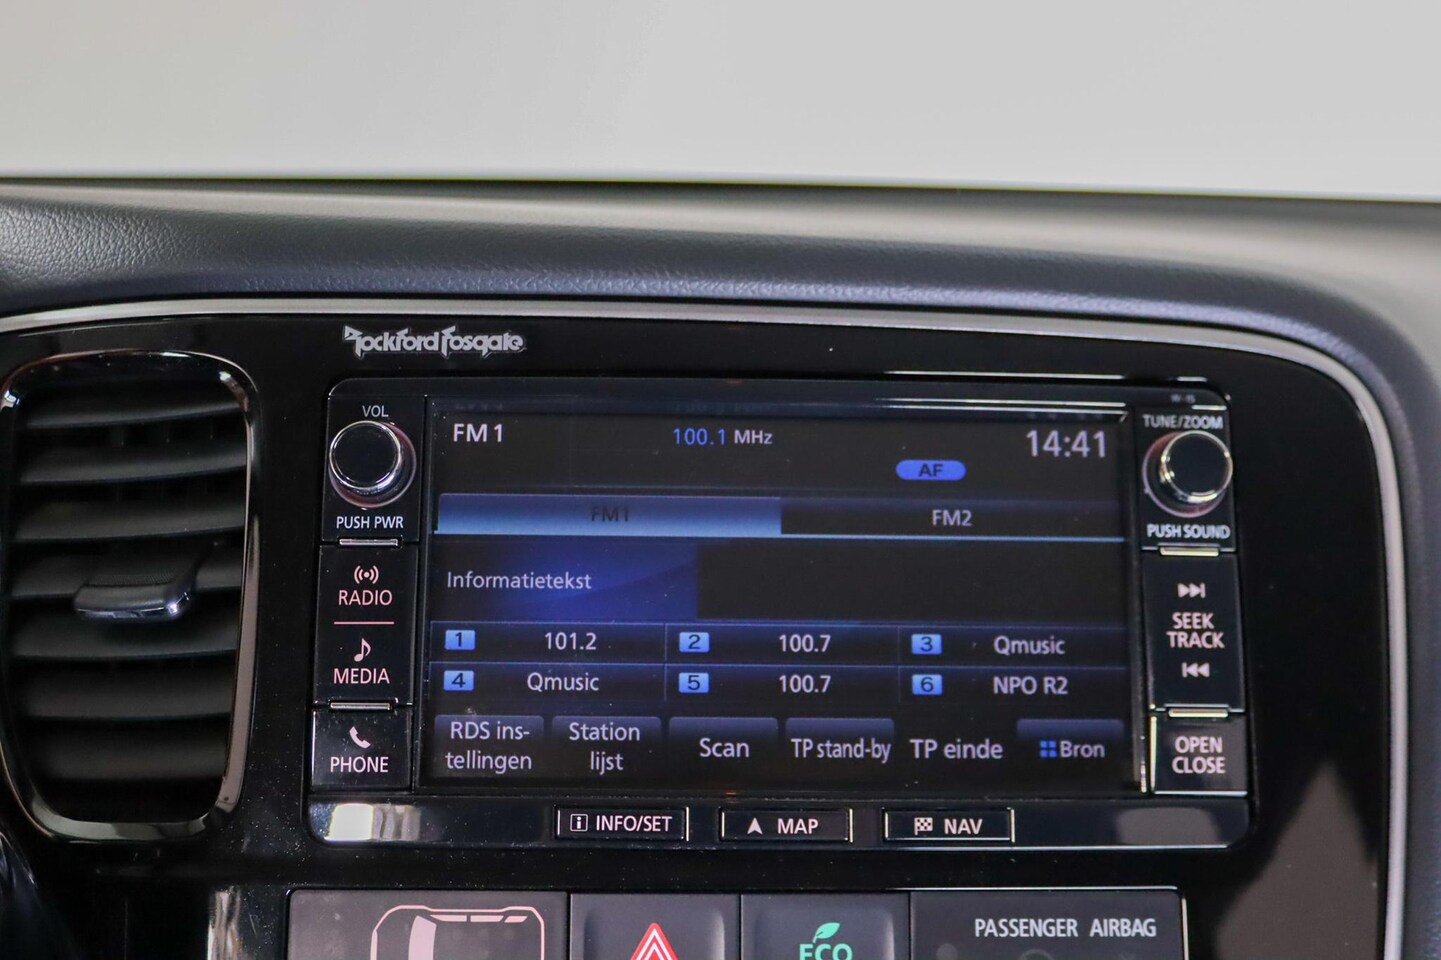 Rockford Fosgate
VOL
PUSH PWR
RADIO
MEDIA
PHONE
FM1
100.1 MHz
14:41
AF
FM1
FM2
Informatietekst
1 101.2
2 100.7
3 Qmusic
4 Qmusic
5 100.7
6 NPO R2
RDS ins-
tellingen
Station
lijst
Scan
TP stand-by
TP einde
Bron
TUNE/ZOOM
PUSH SOUND
SEEK
TRACK
OPEN
CLOSE
INFO/SET
MAP
NAV
ECO
PASSENGER AIRBAG